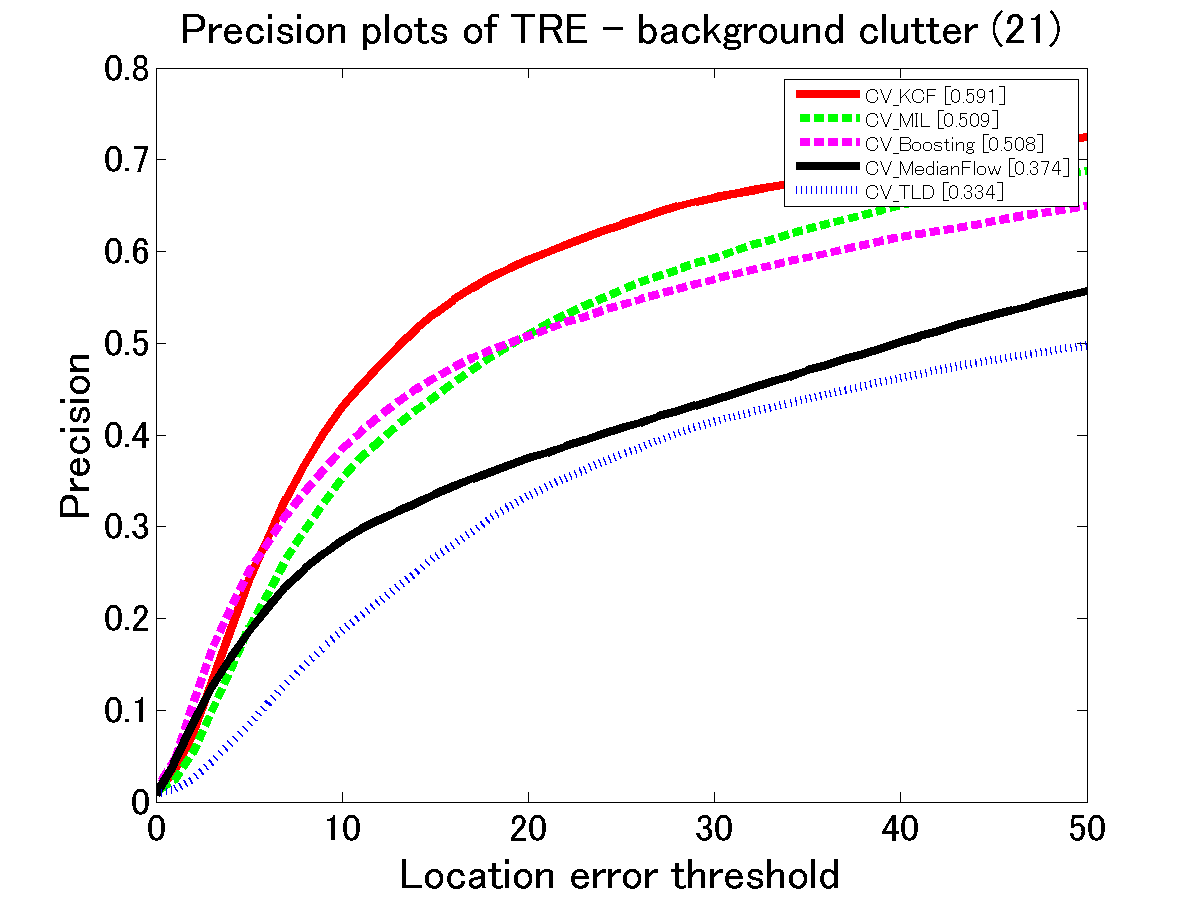 Precision plots of TRE - background clutter (21)
0.8
0.7
0.6
0.5
0.4
0.3
0.2
0.1
0
CV_KCF [0.591]
CV_MIL [0.509]
CV_Boosting [0.508]
CV_MedianFlow [0.374]
CV_TLD [0.334]
Precision
0 10 20 30 40 50
Location error threshold